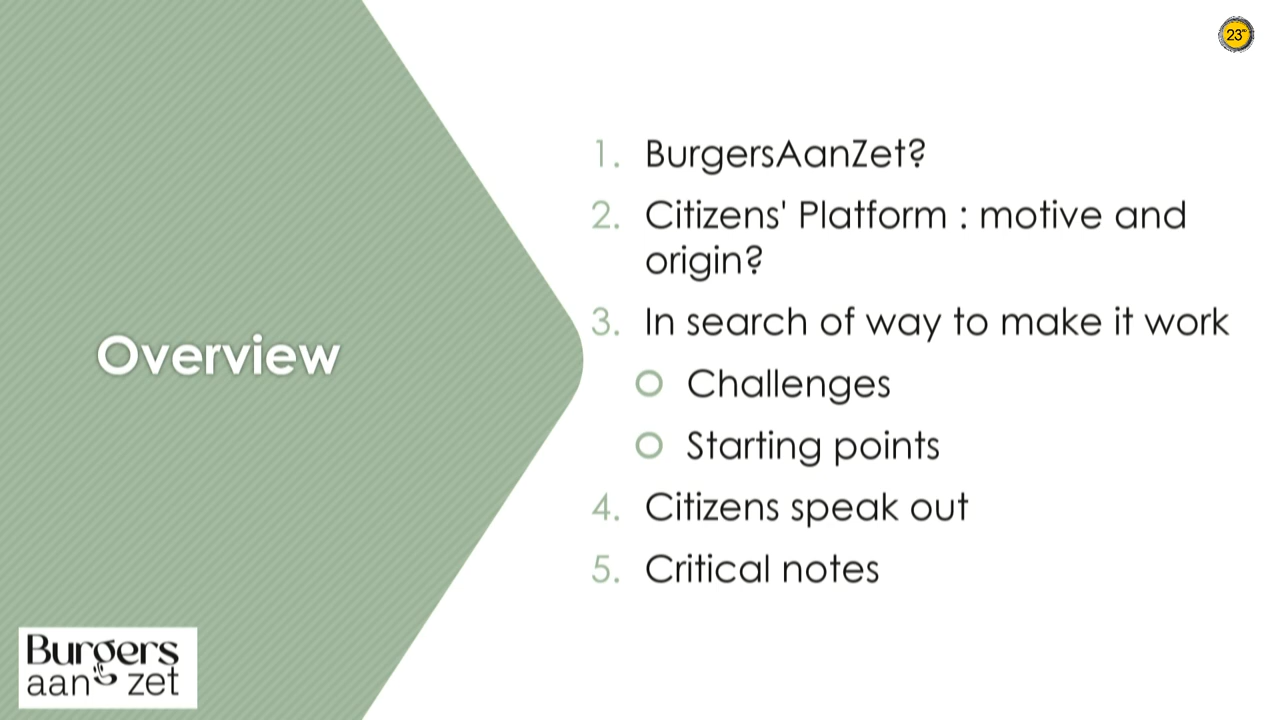 23
1. BurgersAanZet?
2. Citizens' Platform : motive and
origin?
3. In search of way to make it work
Overview
Challenges
Starting points
4. Citizens speak out
5. Critical notes
Burgers
aan zet